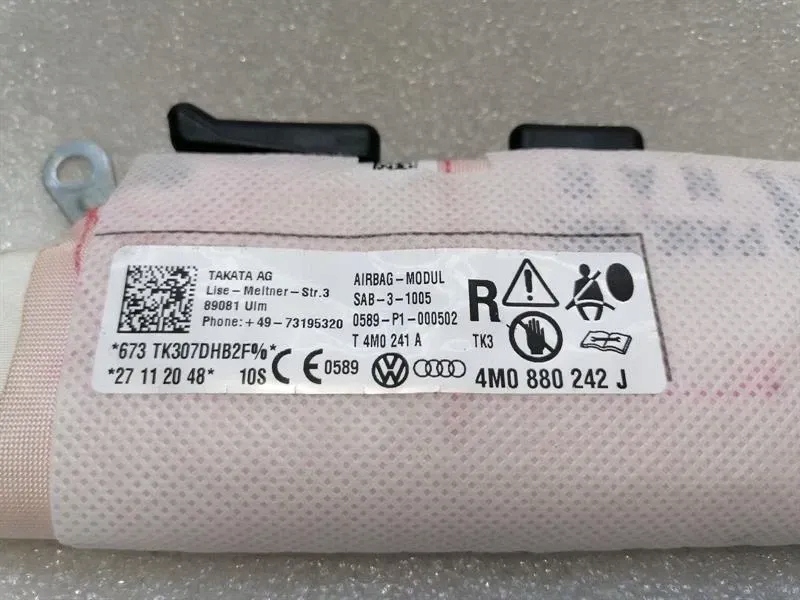 TAKATA AG
Lise-Meitner-Str.3
89081 Ulm
Phone: +49-73195320
*673 TK307DHB2F%*
*27 11 20 48* 10S
CE 0589
AIRBAG-MODUL
SAB-3-1005
0589-P1-000502
T 4M0 241 A
R
TK3
4M0 880 242 J